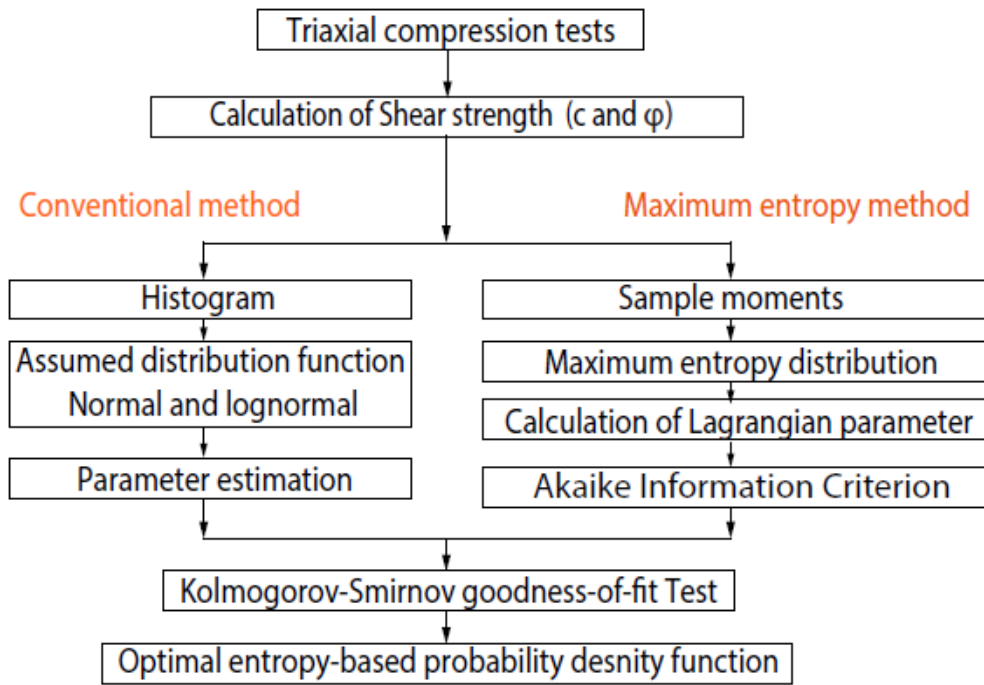 Triaxial compression tests
Calculation of Shear strength (c and φ)
Conventional method
Maximum entropy method
Histogram
Assumed distribution function
Normal and lognormal
Parameter estimation
Sample moments
Maximum entropy distribution
Calculation of Lagrangian parameter
Akaike Information Criterion
Kolmogorov-Smirnov goodness-of-fit Test
Optimal entropy-based probability desnity function